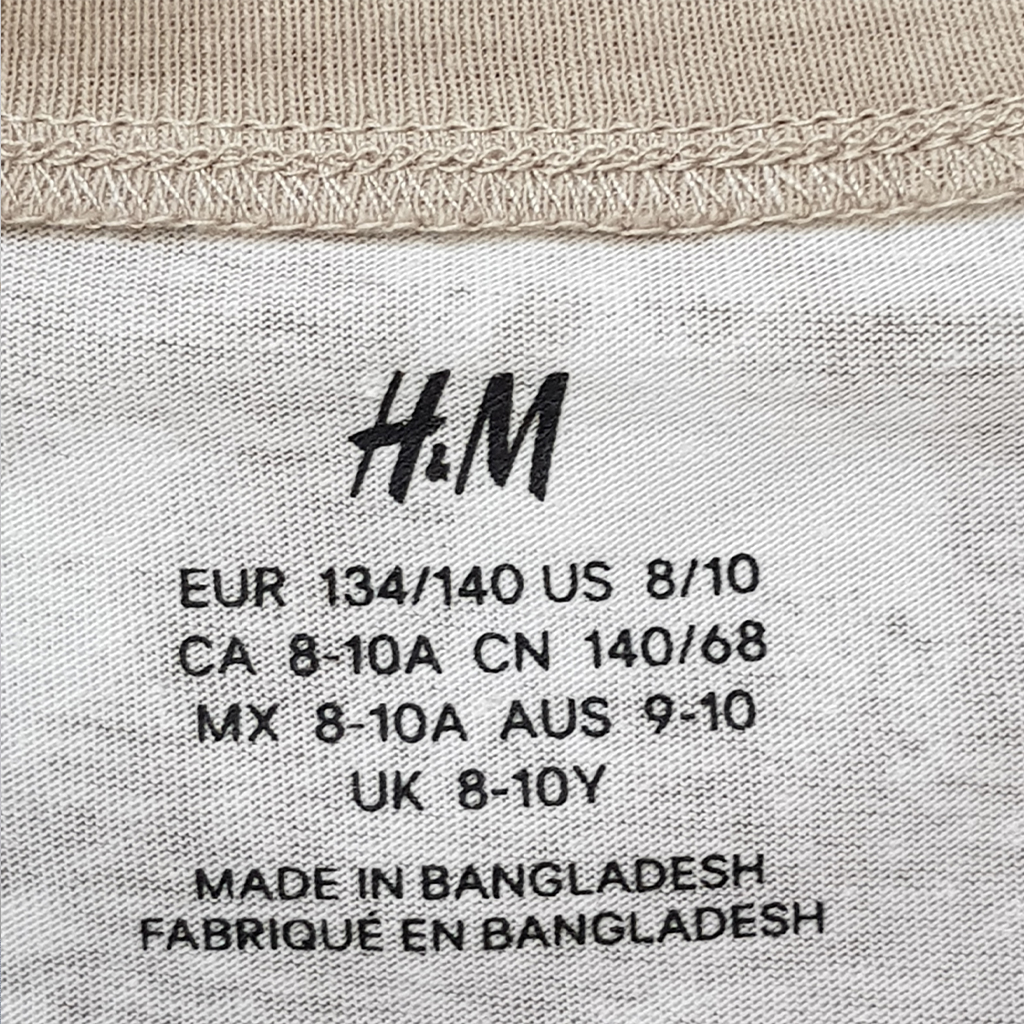 H&M
EUR 134/140 US 8/10
CA 8-10A CN 140/68
MX 8-10A AUS 9-10
UK 8-10Y
MADE IN BANGLADESH
FABRIQUÉ EN BANGLADESH